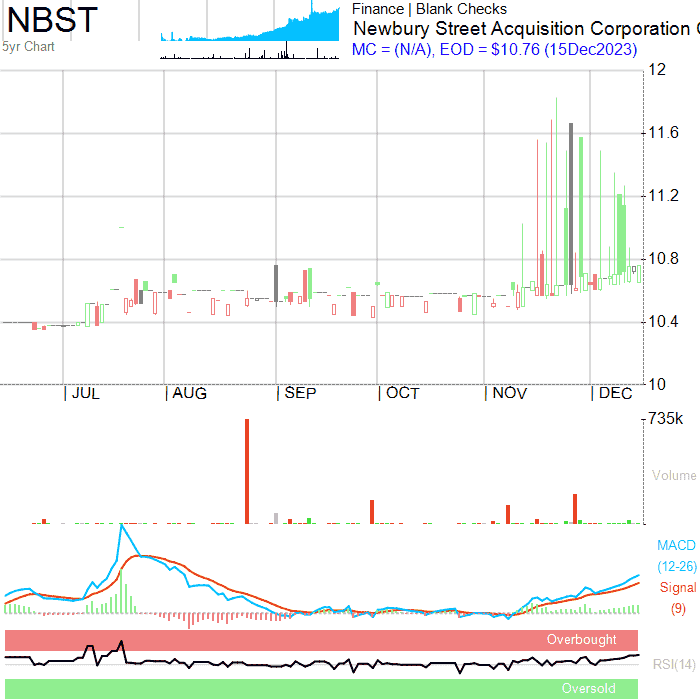 NBST
5yr Chart
Finance | Blank Checks
Newbury Street Acquisition Corporation
MC = (N/A), EOD = $10.76 (15Dec2023)
12
11.6
11.2
10.8
10.4
10
JUL AUG SEP OCT NOV DEC
735k
Volume
MACD
(12-26)
Signal
(9)
Overbought
RSI(14)
Oversold